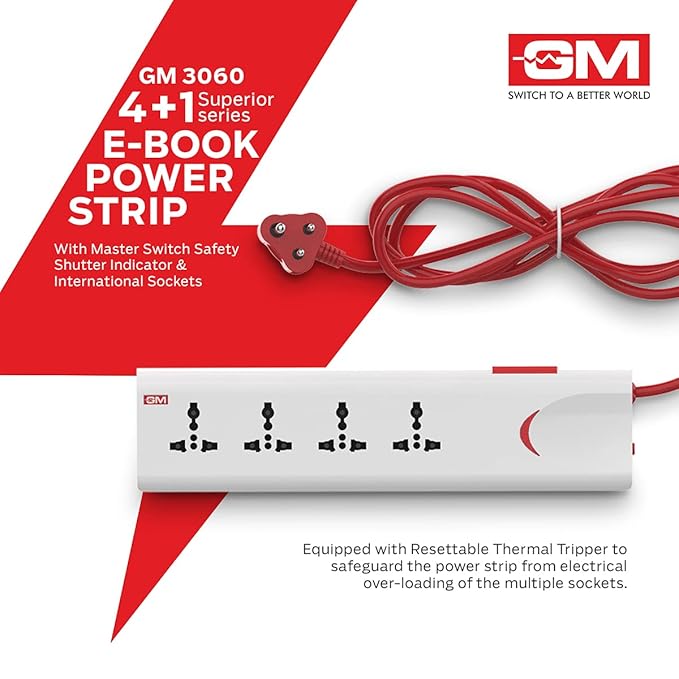 GM 3060
4+1 Superior series
E-BOOK
POWER
STRIP
With Master Switch Safety
Shutter Indicator &
International Sockets
GM
SWITCH TO A BETTER WORLD
GM
Equipped with Resettable Thermal Tripper to
safeguard the power strip from electrical
over-loading of the multiple sockets.